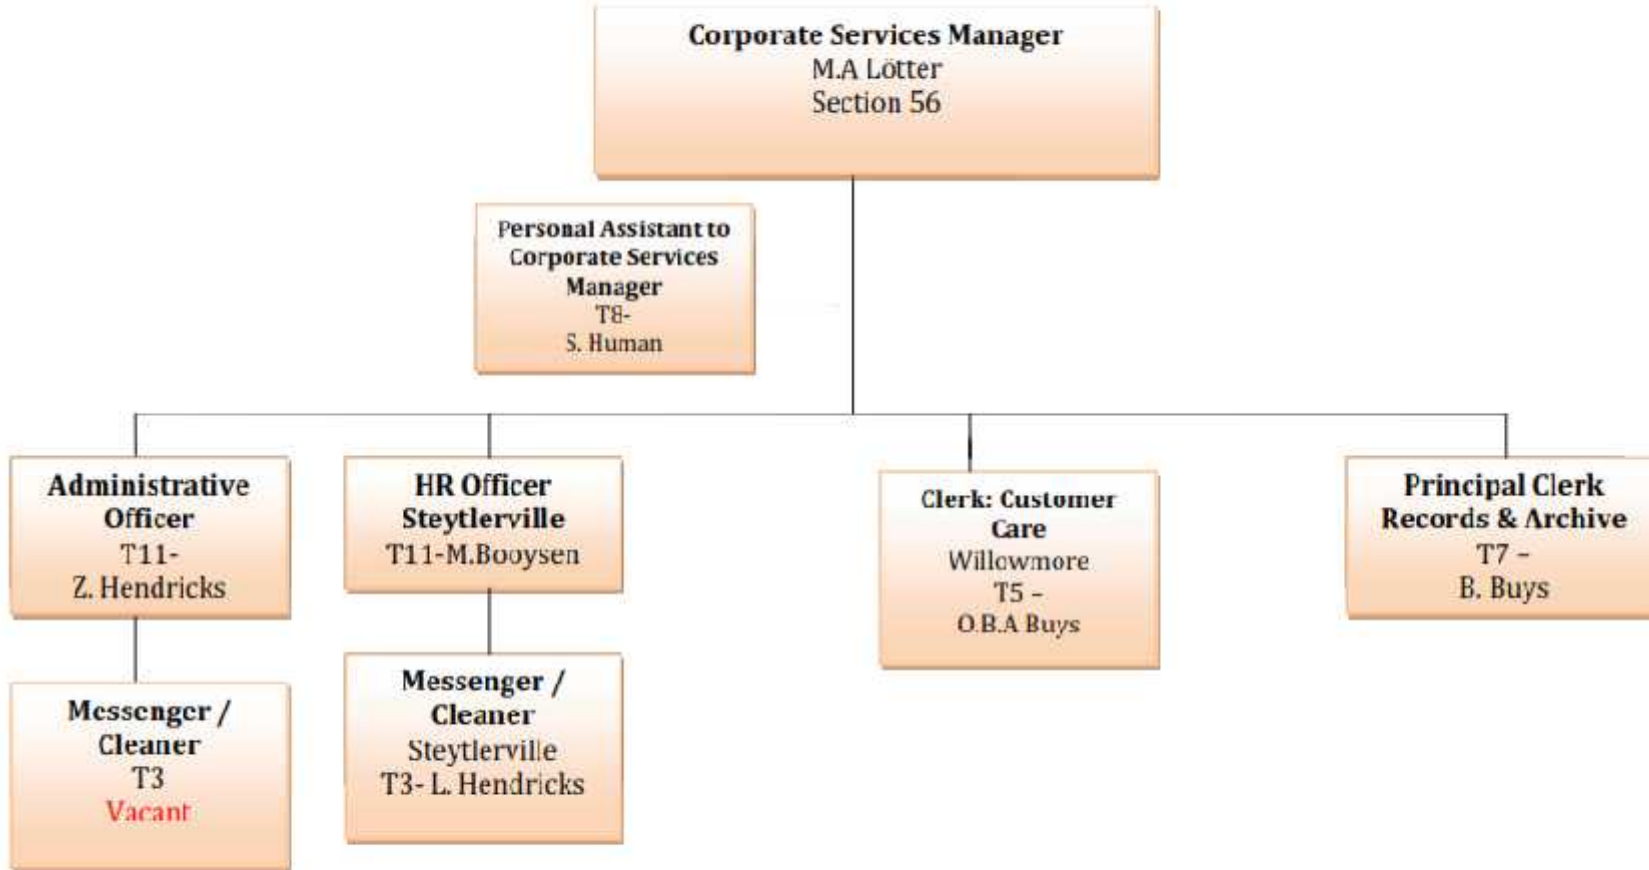 Corporate Services Manager
M.A Lötter
Section 56
Personal Assistant to
Corporate Services
Manager
T8-
S. Human
Administrative
Officer
T11-
Z. Hendricks
HR Officer
Steytlerville
T11-M.Booysen
Clerk: Customer
Care
Willowmore
T5 –
O.B.A Buys
Principal Clerk
Records & Archive
T7 –
B. Buys
Messenger /
Cleaner
T3
Vacant
Messenger /
Cleaner
Steytlerville
T3- L. Hendricks